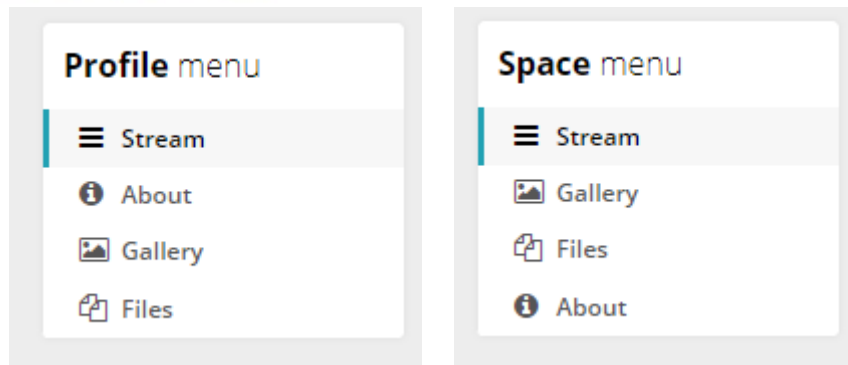 Profile menu
Stream
About
Gallery
Files
Space menu
Stream
Gallery
Files
About